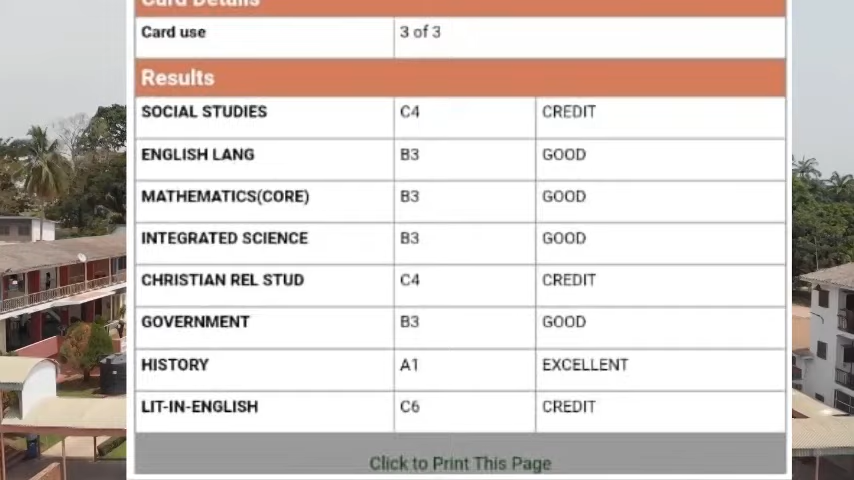 Card Details
Card use 3 of 3
Results
SOCIAL STUDIES C4 CREDIT
ENGLISH LANG B3 GOOD
MATHEMATICS(CORE) B3 GOOD
INTEGRATED SCIENCE B3 GOOD
CHRISTIAN REL STUD C4 CREDIT
GOVERNMENT B3 GOOD
HISTORY A1 EXCELLENT
LIT-IN-ENGLISH C6 CREDIT
Click to Print This Page